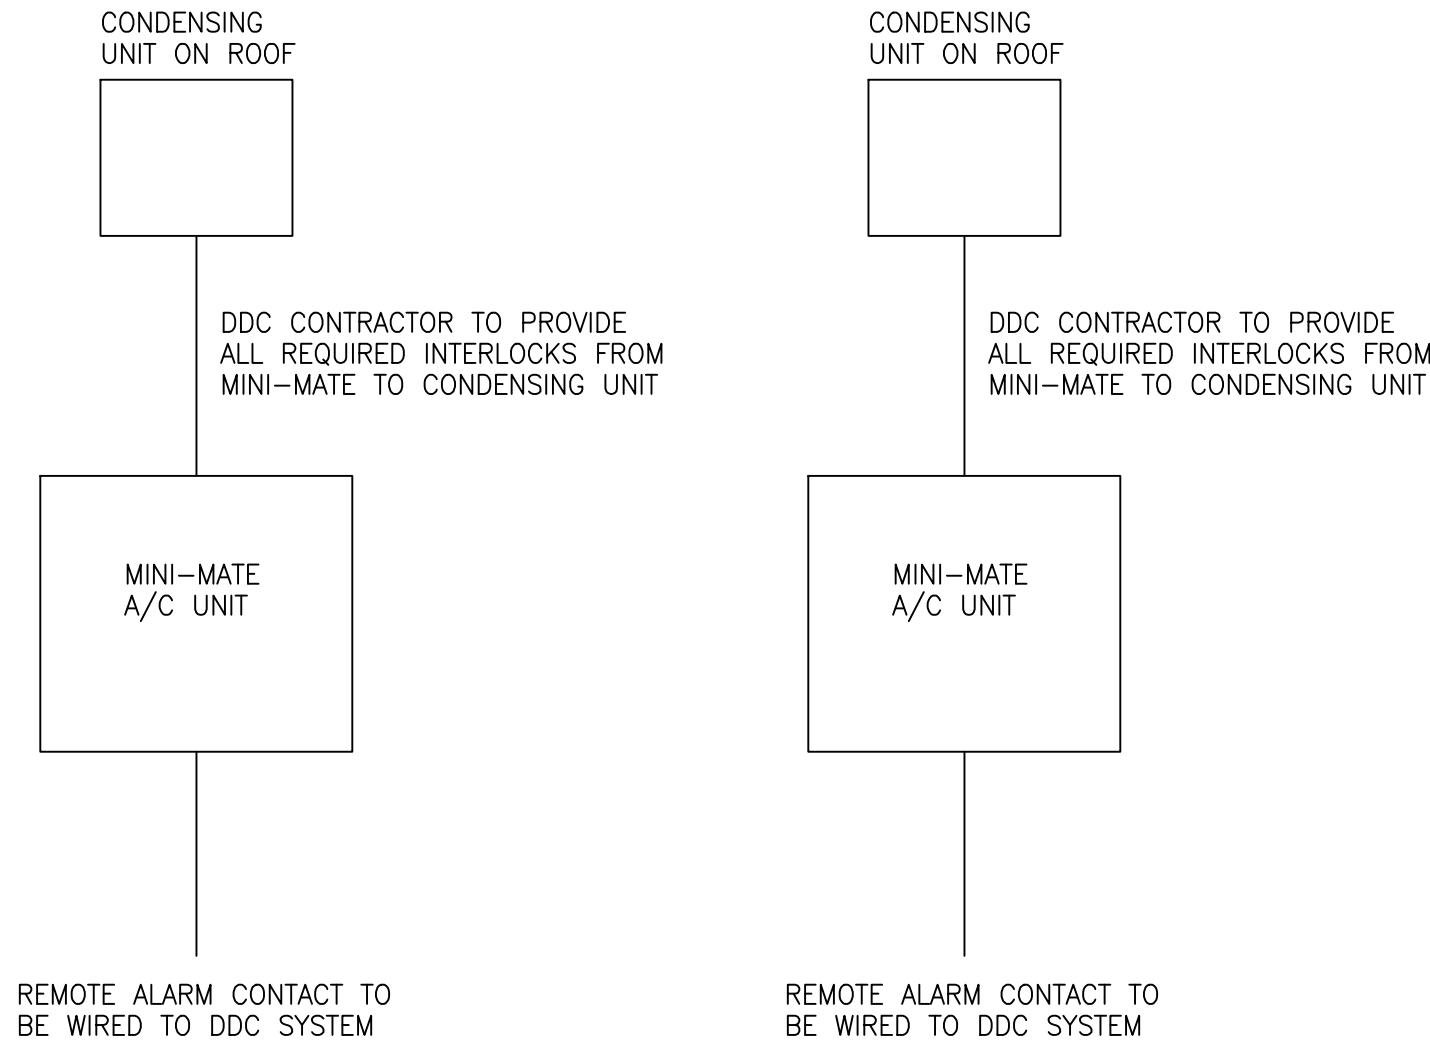 CONDENSING
UNIT ON ROOF
DDC CONTRACTOR TO PROVIDE
ALL REQUIRED INTERLOCKS FROM
MINI-MATE TO CONDENSING UNIT
MINI-MATE
A/C UNIT
REMOTE ALARM CONTACT TO
BE WIRED TO DDC SYSTEM
CONDENSING
UNIT ON ROOF
DDC CONTRACTOR TO PROVIDE
ALL REQUIRED INTERLOCKS FROM
MINI-MATE TO CONDENSING UNIT
MINI-MATE
A/C UNIT
REMOTE ALARM CONTACT TO
BE WIRED TO DDC SYSTEM